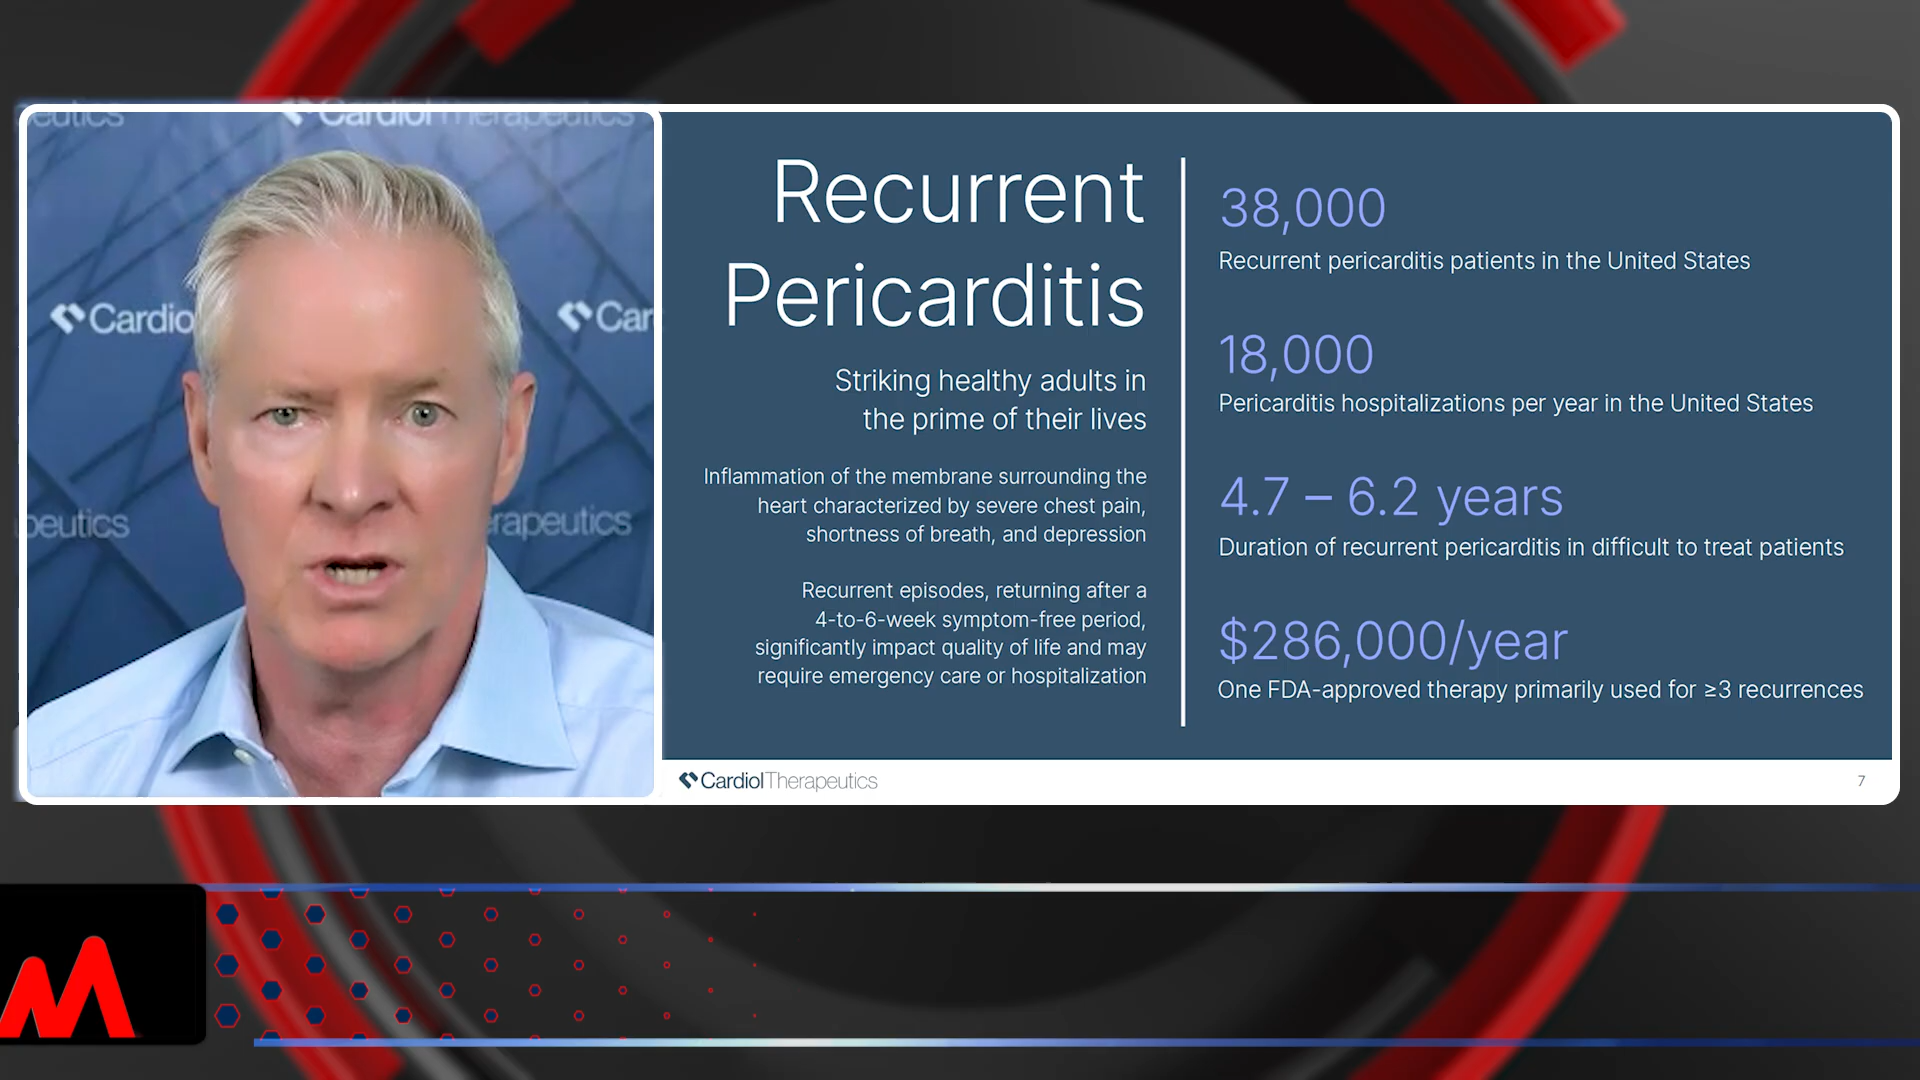 peutics
CardiolTherapeutics
Cardio
Car
peutics
rapeutics
Recurrent
Pericarditis
Striking healthy adults in
the prime of their lives
Inflammation of the membrane surrounding the
heart characterized by severe chest pain,
shortness of breath, and depression
Recurrent episodes, returning after a
4-to-6-week symptom-free period,
significantly impact quality of life and may
require emergency care or hospitalization
38,000
Recurrent pericarditis patients in the United States
18,000
Pericarditis hospitalizations per year in the United States
4.7 – 6.2 years
Duration of recurrent pericarditis in difficult to treat patients
$286,000/year
One FDA-approved therapy primarily used for ≥3 recurrences
CardiolTherapeutics
7